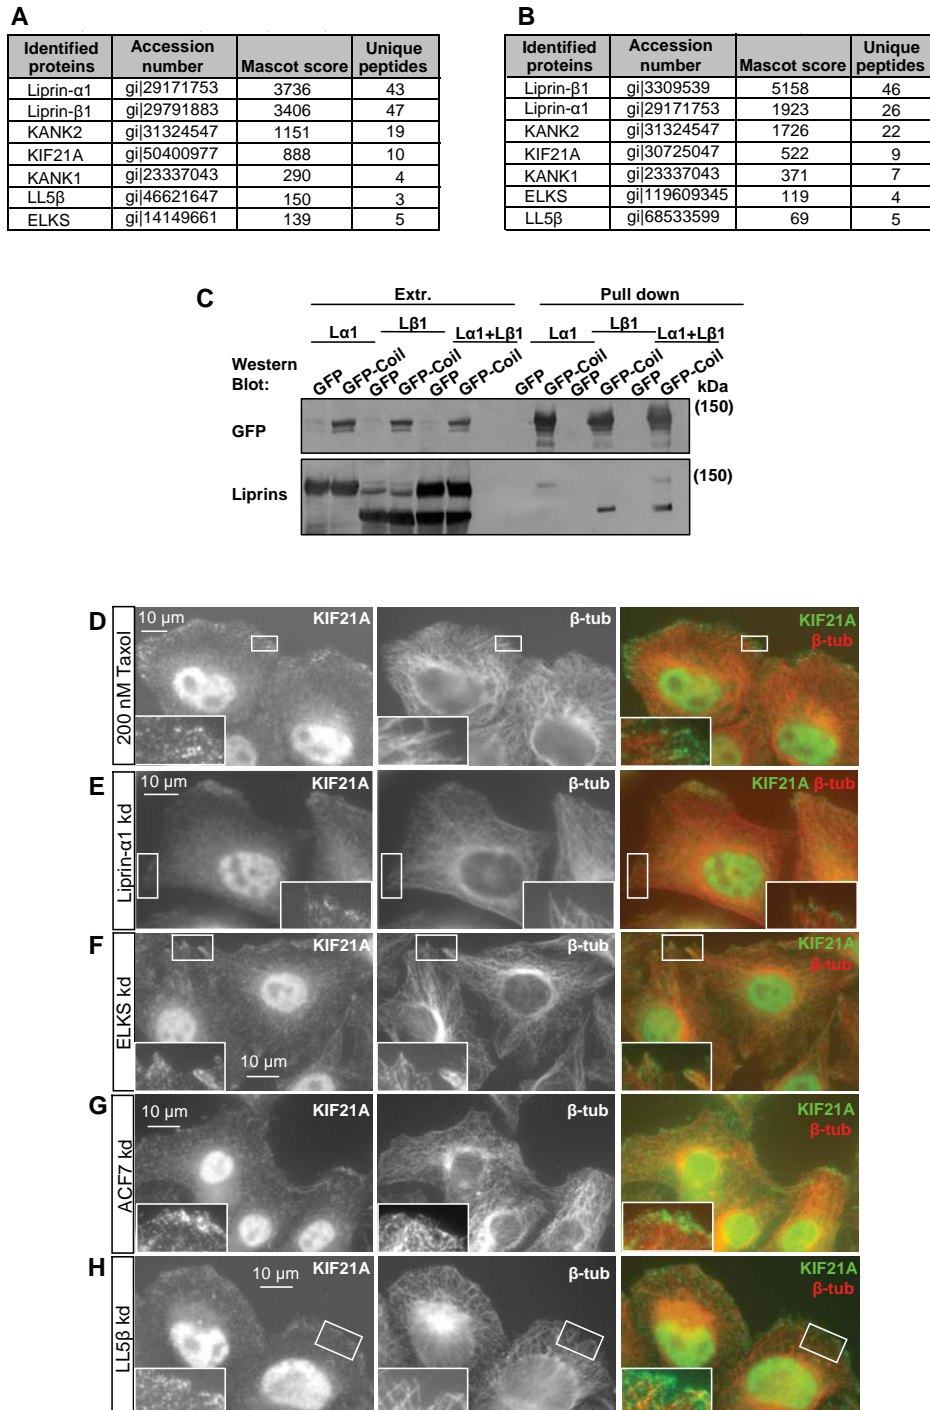 A
Identified proteins | Accession number | Mascot score | Unique peptides
Liprin-α1 | gi|29171753 | 3736 | 43
Liprin-β1 | gi|29791883 | 3406 | 47
KANK2 | gi|31324547 | 1151 | 19
KIF21A | gi|50400977 | 888 | 10
KANK1 | gi|23337043 | 290 | 4
LL5β | gi|46621647 | 150 | 3
ELKS | gi|14149661 | 139 | 5
B
Identified proteins | Accession number | Mascot score | Unique peptides
Liprin-β1 | gi|3309539 | 5158 | 46
Liprin-α1 | gi|29171753 | 1923 | 26
KANK2 | gi|31324547 | 1726 | 22
KIF21A | gi|30725047 | 522 | 9
KANK1 | gi|23337043 | 371 | 7
ELKS | gi|119609345 | 119 | 4
LL5β | gi|68533599 | 69 | 5
C
Extr. Pull down
Lα1 Lβ1 Lα1+Lβ1 Lα1 Lβ1 Lα1+Lβ1
Western Blot:
GFP GFP-Coil GFP GFP-Coil GFP GFP-Coil GFP GFP-Coil GFP GFP-Coil GFP GFP-Coil
kDa
GFP (150)
Liprins (150)
D
200 nM Taxol
10 µm KIF21A β-tub KIF21A β-tub
E
Liprin-α1 kd
10 µm KIF21A β-tub KIF21A β-tub
F
ELKS kd
KIF21A β-tub KIF21A β-tub
10 µm
G
ACF7 kd
10 µm KIF21A β-tub KIF21A β-tub
H
LL5β kd
10 µm KIF21A β-tub KIF21A β-tub